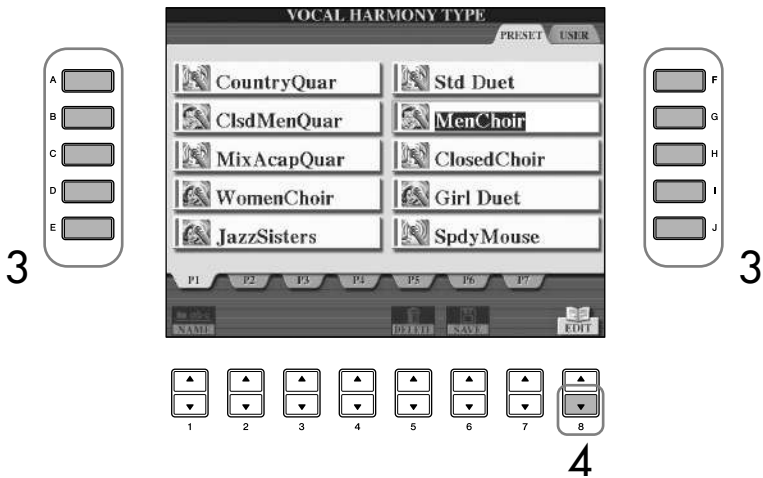 VOCAL HARMONY TYPE
PRESET USER
A CountryQuar Std Duet F
B ClsdMenQuar MenChoir G
C MixAcapQuar ClosedChoir H
D WomenChoir Girl Duet I
E JazzSisters SpdyMouse J
3 3
P1 P2 P3 P4 P5 P6 P7
NAME DELETE SAVE EDIT
1 2 3 4 5 6 7 8
4